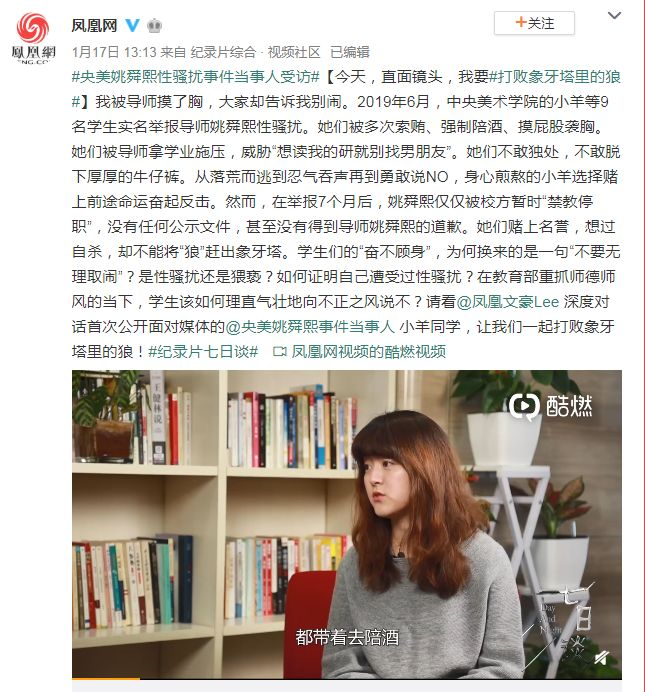 凤凰网
+关注
鳳凰網
1月17日 13:13 来自 纪录片综合 · 视频社区 已编辑
#央美姚舜熙性骚扰事件当事人受访#【今天，直面镜头，我要#打败象牙塔里的狼
#】我被导师摸了胸，大家却告诉我别闹。2019年6月，中央美术学院的小羊等9
名学生实名举报导师姚舜熙性骚扰。她们被多次索贿、强制陪酒、摸屁股袭胸。
她们被导师拿学业施压，威胁“想读我的研就别找男朋友”。她们不敢独处，不敢脱
下厚厚的牛仔裤。从落荒而逃到忍气吞声再到勇敢说NO，身心煎熬的小羊选择赌
上前途命运奋起反击。然而，在举报7个月后，姚舜熙仅仅被校方暂时“禁教停
职”，没有任何公示文件，甚至没有得到导师姚舜熙的道歉。她们赌上名誉，想过
自杀，却不能将“狼”赶出象牙塔。学生们的“奋不顾身”，为何换来的是一句“不要无
理取闹”？是性骚扰还是猥亵？如何证明自己遭受过性骚扰？在教育部重抓师德师
风的当下，学生该如何理直气壮地向不正之风说不？请看@凤凰文豪Lee 深度对
话首次公开面对媒体的@央美姚舜熙事件当事人 小羊同学，让我们一起打败象牙
塔里的狼！#纪录片七日谈# 凤凰网视频的酷燃视频
酷燃
王健林说
都带着去陪酒
七日谈
Day
And
Night